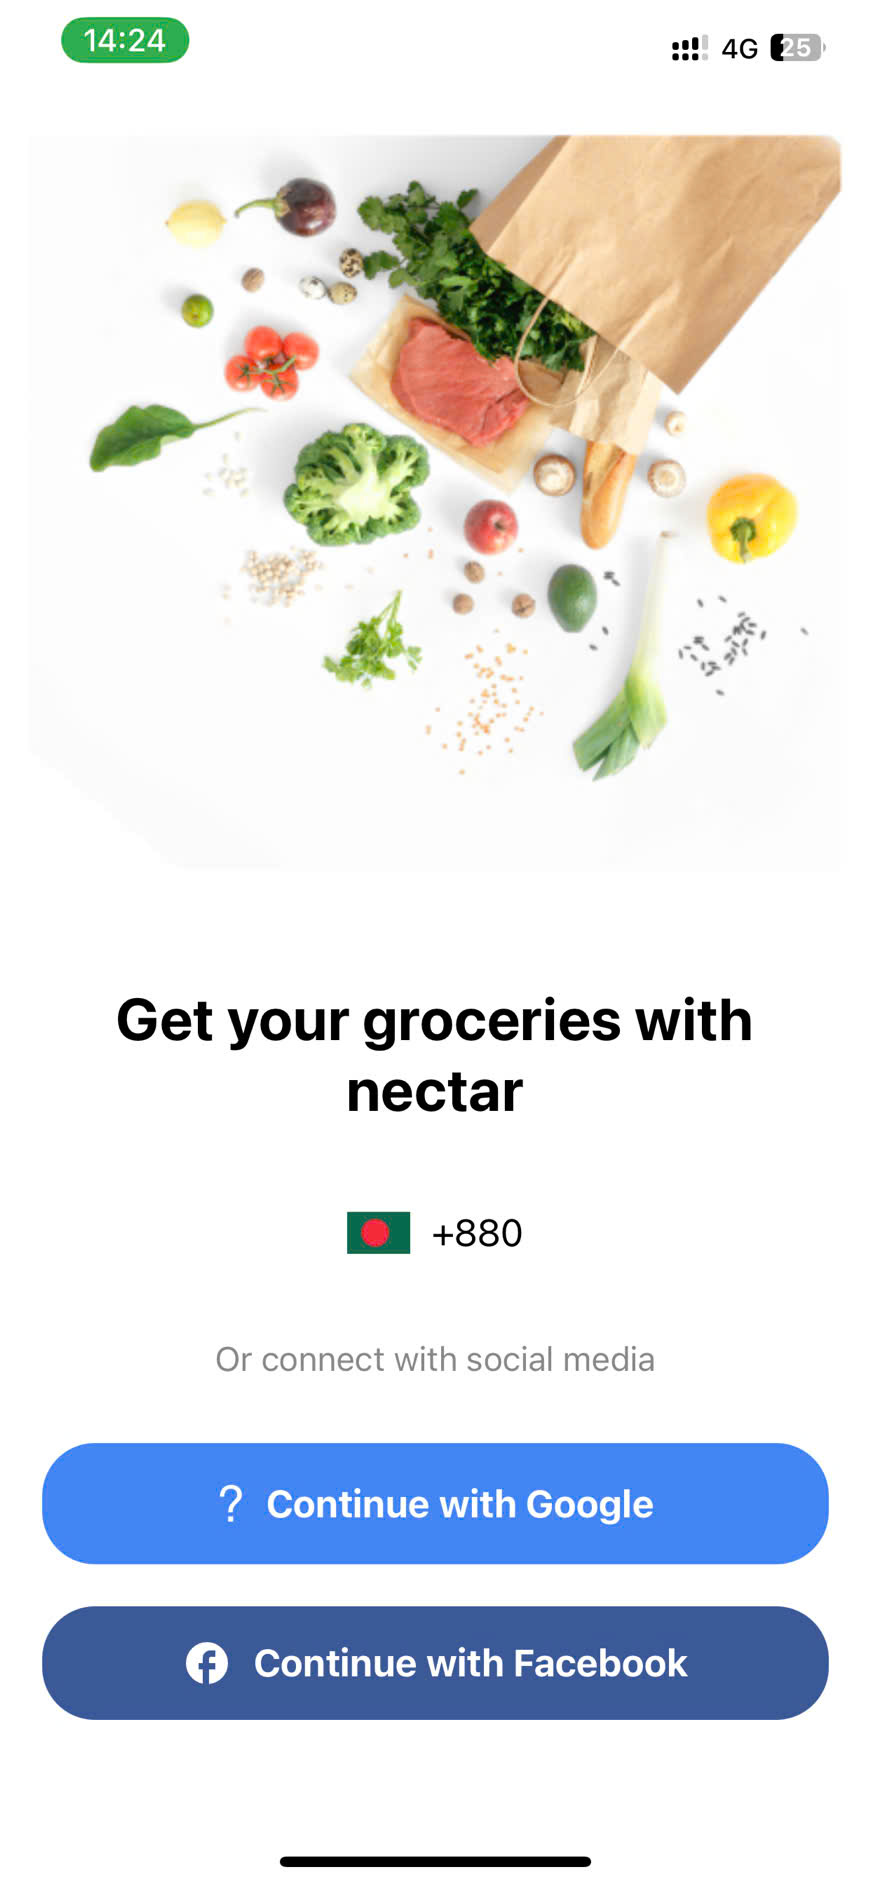 14:24
4G 25
Get your groceries with
nectar
+880
Or connect with social media
? Continue with Google
Continue with Facebook